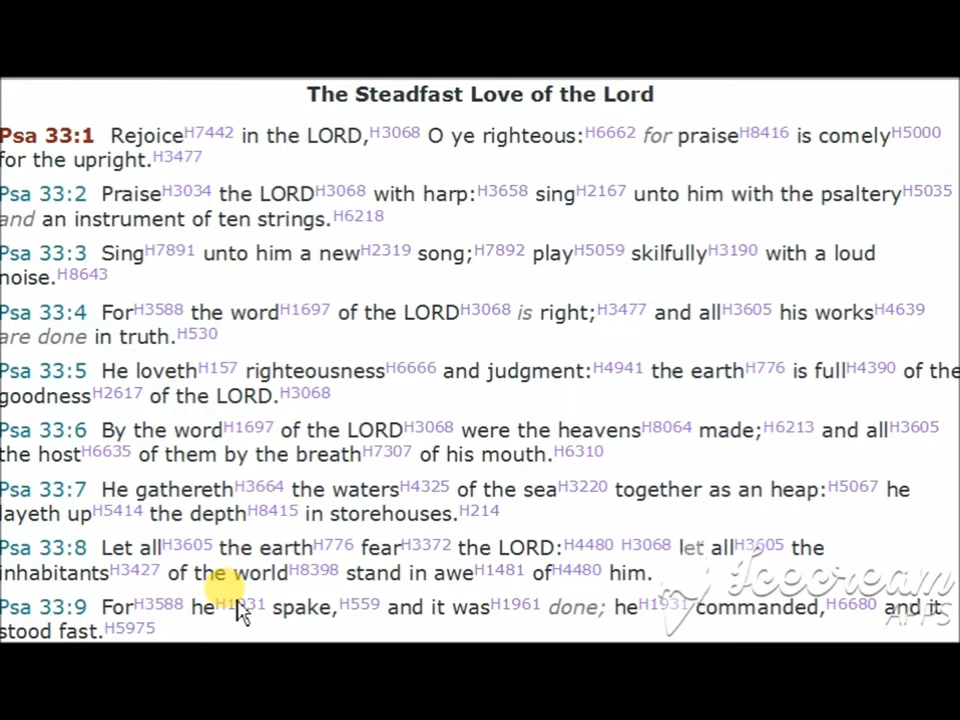 The Steadfast Love of the Lord
Psa 33:1 RejoiceH7442 in the LORD,H3068 O ye righteous:H6662 for praiseH8416 is comelyH5000
for the upright.H3477
Psa 33:2 PraiseH3034 the LORDH3068 with harp:H3658 singH2167 unto him with the psalteryH5035
and an instrument of ten strings.H6218
Psa 33:3 SingH7891 unto him a newH2319 song;H7892 playH5059 skilfullyH3190 with a loud
noise.H8643
Psa 33:4 ForH3588 the wordH1697 of the LORDH3068 is right;H3477 and allH3605 his worksH4639
are done in truth.H530
Psa 33:5 He lovethH157 righteousnessH6666 and judgment:H4941 the earthH776 is fullH4390 of the
goodnessH2617 of the LORD.H3068
Psa 33:6 By the wordH1697 of the LORDH3068 were the heavensH8064 made;H6213 and allH3605
the hostH6635 of them by the breathH7307 of his mouth.H6310
Psa 33:7 He gatherethH3664 the watersH4325 of the seaH3220 together as an heap:H5067 he
layeth upH5414 the depthH8415 in storehouses.H214
Psa 33:8 Let allH3605 the earthH776 fearH3372 the LORD:H4480 H3068 let allH3605 the
inhabitantsH3427 of the worldH8398 stand in aweH1481 ofH4480 him.
Psa 33:9 ForH3588 heH1931 spake,H559 and it wasH1961 done; heH1931 commanded,H6680 and it
stood fast.H5975
Icecream
APPS